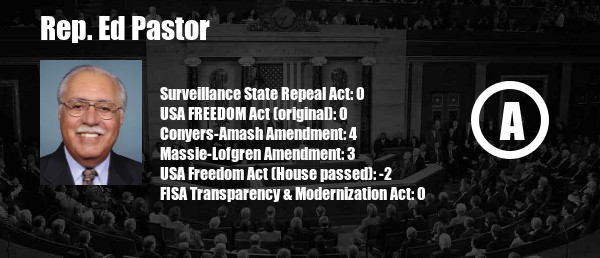 Rep. Ed Pastor
Surveillance State Repeal Act: 0
USA FREEDOM Act (original): 0
Conyers-Amash Amendment: 4
Massie-Lofgren Amendment: 3
USA Freedom Act (House passed): -2
FISA Transparency & Modernization Act: 0
A